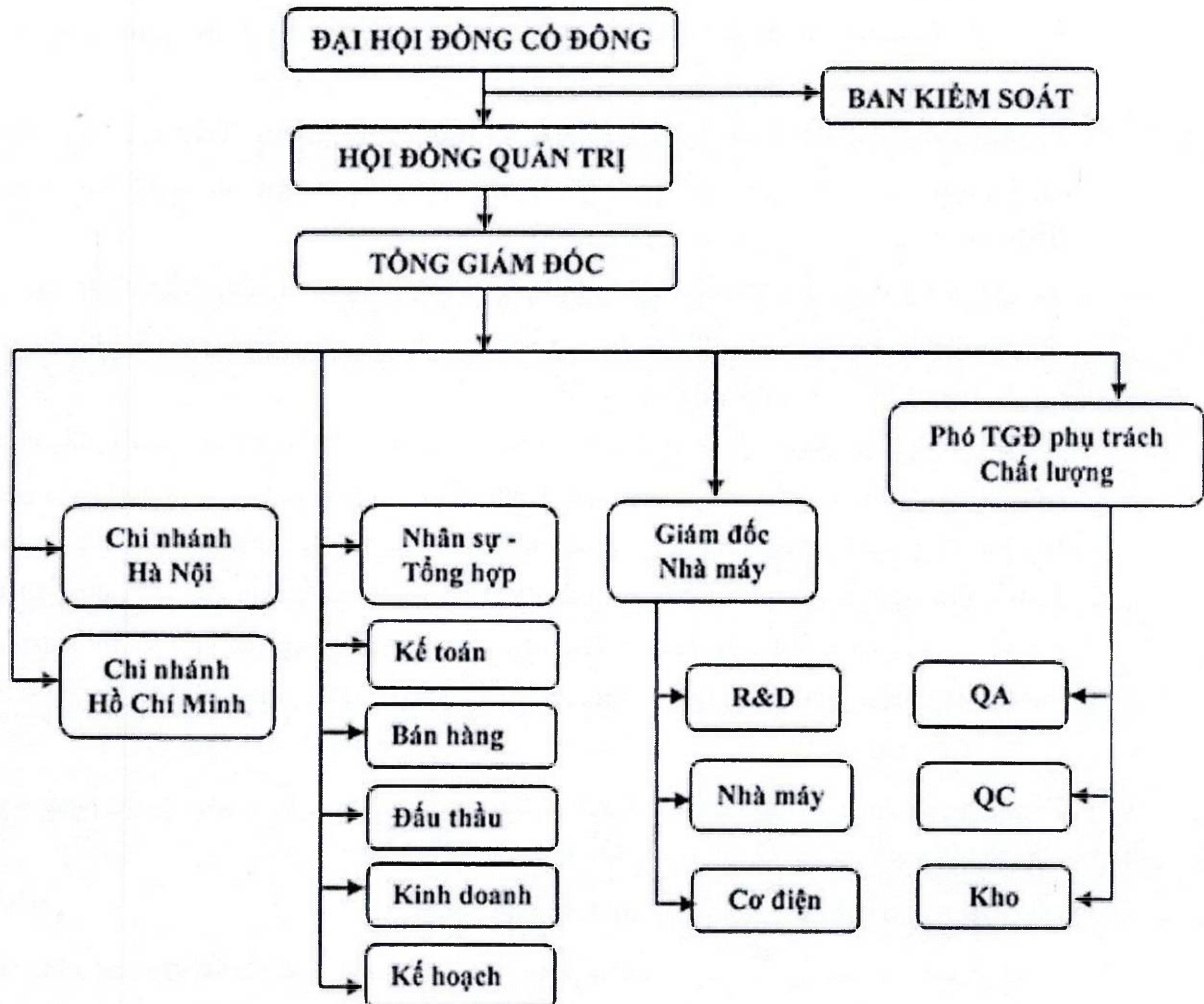 ĐẠI HỘI ĐỒNG CỔ ĐÔNG
BAN KIỂM SOÁT
HỘI ĐỒNG QUẢN TRỊ
TỔNG GIÁM ĐỐC
Phó TGĐ phụ trách
Chất lượng
Chi nhánh
Hà Nội
Nhân sự -
Tổng hợp
Giám đốc
Nhà máy
Chi nhánh
Hồ Chí Minh
Kế toán
R&D
QA
Bán hàng
Nhà máy
QC
Đấu thầu
Kinh doanh
Cơ điện
Kho
Kế hoạch